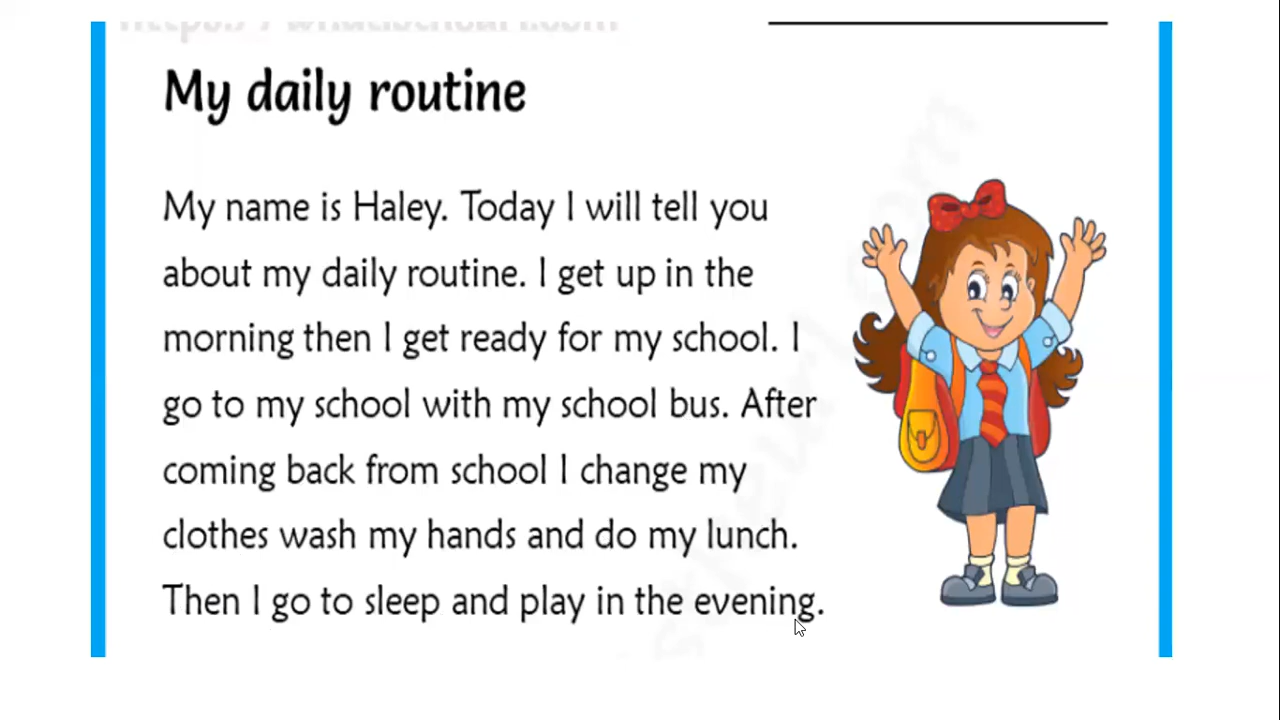 My daily routine
My name is Haley. Today I will tell you
about my daily routine. I get up in the
morning then I get ready for my school. I
go to my school with my school bus. After
coming back from school I change my
clothes wash my hands and do my lunch.
Then I go to sleep and play in the evening.